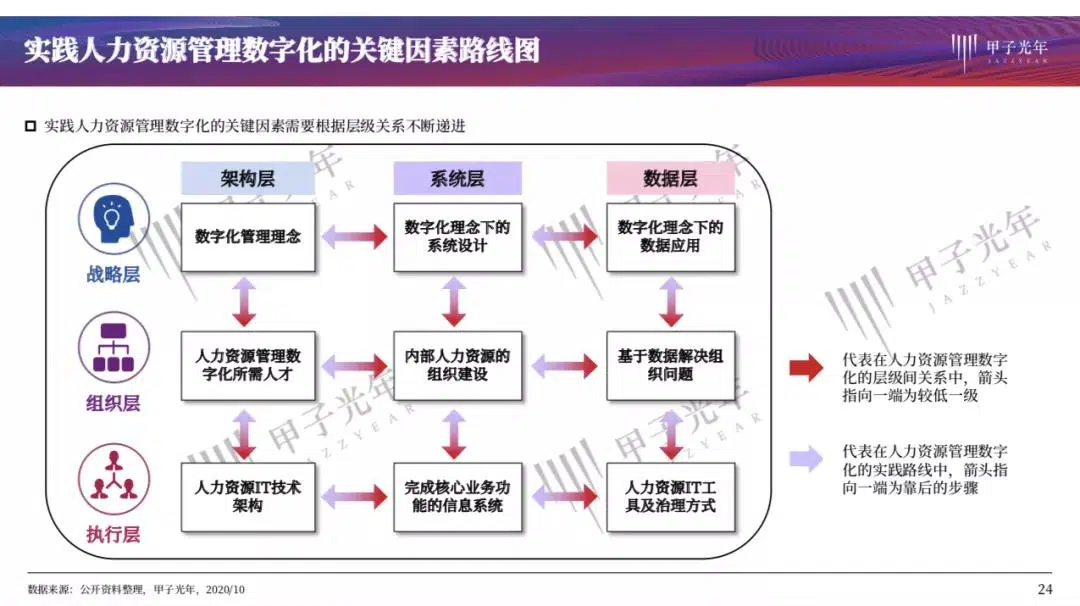 实践人力资源管理数字化的关键因素路线图
甲子光年
JAZZYEAR
实践人力资源管理数字化的关键因素需要根据层级关系不断递进
架构层
系统层
数据层
战略层
数字化管理理念
数字化理念下的
系统设计
数字化理念下的
数据应用
组织层
人力资源管理数
字化所需人才
内部人力资源的
组织建设
基于数据解决组
织问题
执行层
人力资源IT技术
架构
完成核心业务功
能的信息系统
人力资源IT工
具及治理方式
代表在人力资源管理数字
化的层级间关系中，箭头
指向一端为较低一级
代表在人力资源管理数字
化的实践路线中，箭头指
向一端为靠后的步骤
甲子光年
JAZZYEAR
甲子光年
JAZZYEAR
甲子光年
JAZZYEAR
数据来源：公开资料整理，甲子光年，2020/10
24